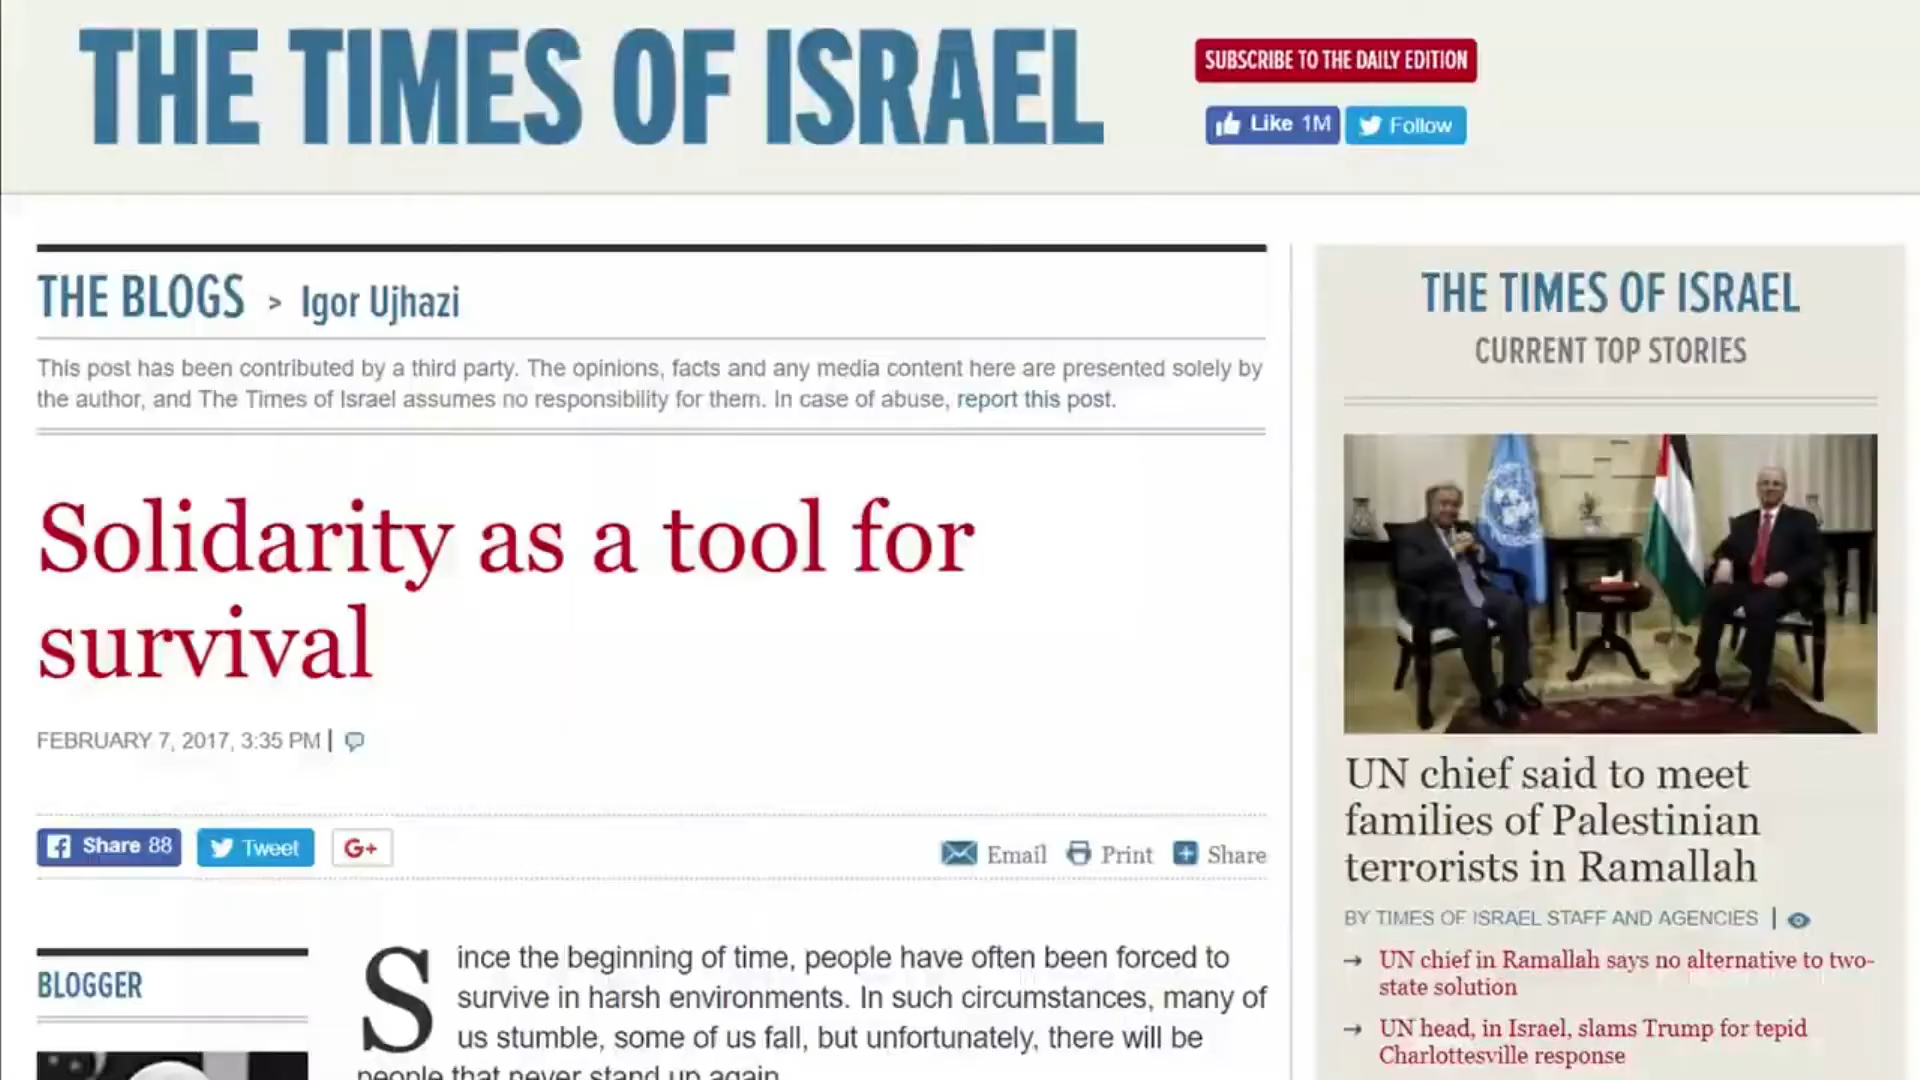 THE TIMES OF ISRAEL
SUBSCRIBE TO THE DAILY EDITION
Like 1M
Follow
THE BLOGS > Igor Ujhazi
This post has been contributed by a third party. The opinions, facts and any media content here are presented solely by
the author, and The Times of Israel assumes no responsibility for them. In case of abuse, report this post.
Solidarity as a tool for
survival
FEBRUARY 7, 2017, 3:35 PM |
Share 88
Tweet
G+
Email
Print
Share
BLOGGER
Since the beginning of time, people have often been forced to
survive in harsh environments. In such circumstances, many of
us stumble, some of us fall, but unfortunately, there will be
people that never stand up again
THE TIMES OF ISRAEL
CURRENT TOP STORIES
UN chief said to meet
families of Palestinian
terrorists in Ramallah
BY TIMES OF ISRAEL STAFF AND AGENCIES |
→ UN chief in Ramallah says no alternative to two-
state solution
→ UN head, in Israel, slams Trump for tepid
Charlottesville response